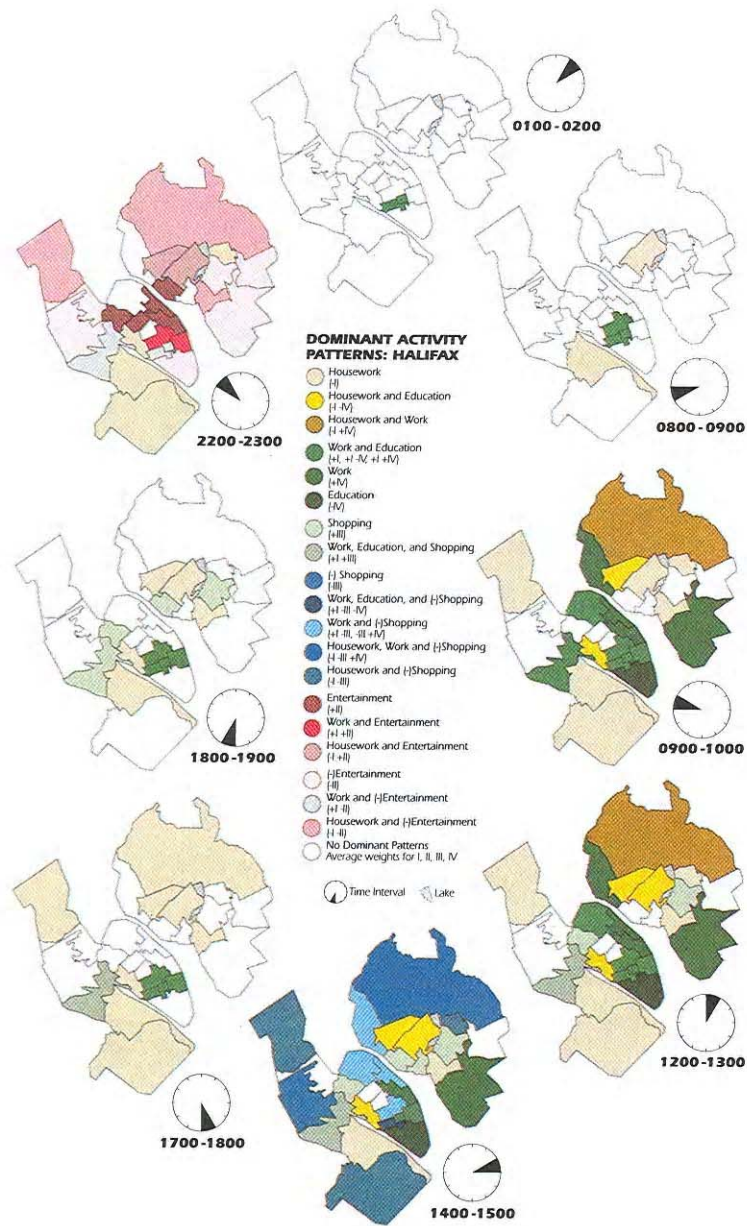 0100-0200
2200-2300
0800-0900
DOMINANT ACTIVITY
PATTERNS: HALIFAX
Housework
(-I)
Housework and Education
(-I -IV)
Housework and Work
(-I +IV)
Work and Education
(+I, +I -IV, +I +IV)
Work
(+IV)
Education
(-IV)
Shopping
(+III)
Work, Education, and Shopping
(+I +III)
(-) Shopping
(-III)
Work, Education, and (-)Shopping
(+I -III -IV)
Work and (-)Shopping
(+I -III, -III +IV)
Housework, Work and (-)Shopping
(-I -III +IV)
Housework and (-)Shopping
(-I -III)
Entertainment
(+II)
Work and Entertainment
(+I +II)
Housework and Entertainment
(-I +II)
(-)Entertainment
(-II)
Work and (-)Entertainment
(+I -II)
Housework and (-)Entertainment
(-I -II)
No Dominant Patterns
Average weights for I, II, III, IV
Time Interval Lake
1800-1900
0900-1000
1700-1800
1400-1500
1200-1300